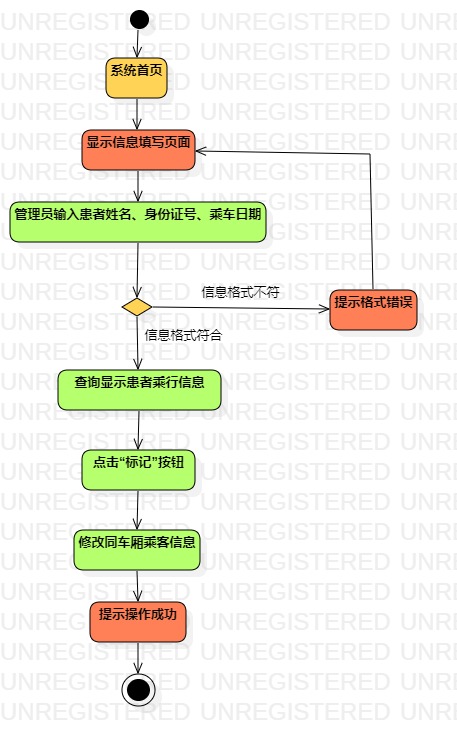 UNREGISTERED UNREGISTERED UNRI
系统首页
显示信息填写页面
管理员输入患者姓名、身份证号、乘车日期
信息格式不符
提示格式错误
信息格式符合
查询显示患者乘行信息
点击“标记”按钮
修改同车厢乘客信息
提示操作成功